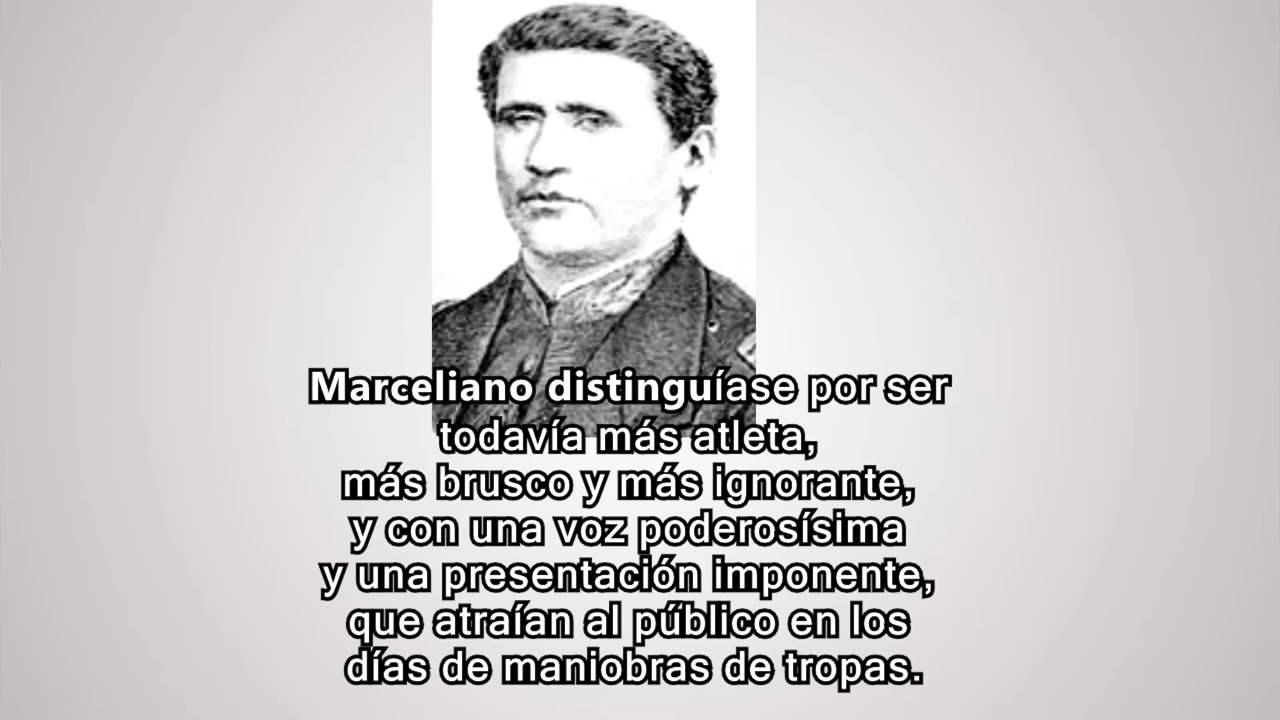 Marceliano distinguíase por ser
todavía más atleta,
más brusco y más ignorante,
y con una voz poderosísima
y una presentación imponente,
que atraían al público en los
días de maniobras de tropas.